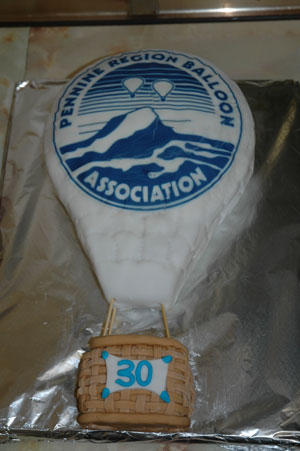 PENNINE REGION BALLOON
ASSOCIATION
30